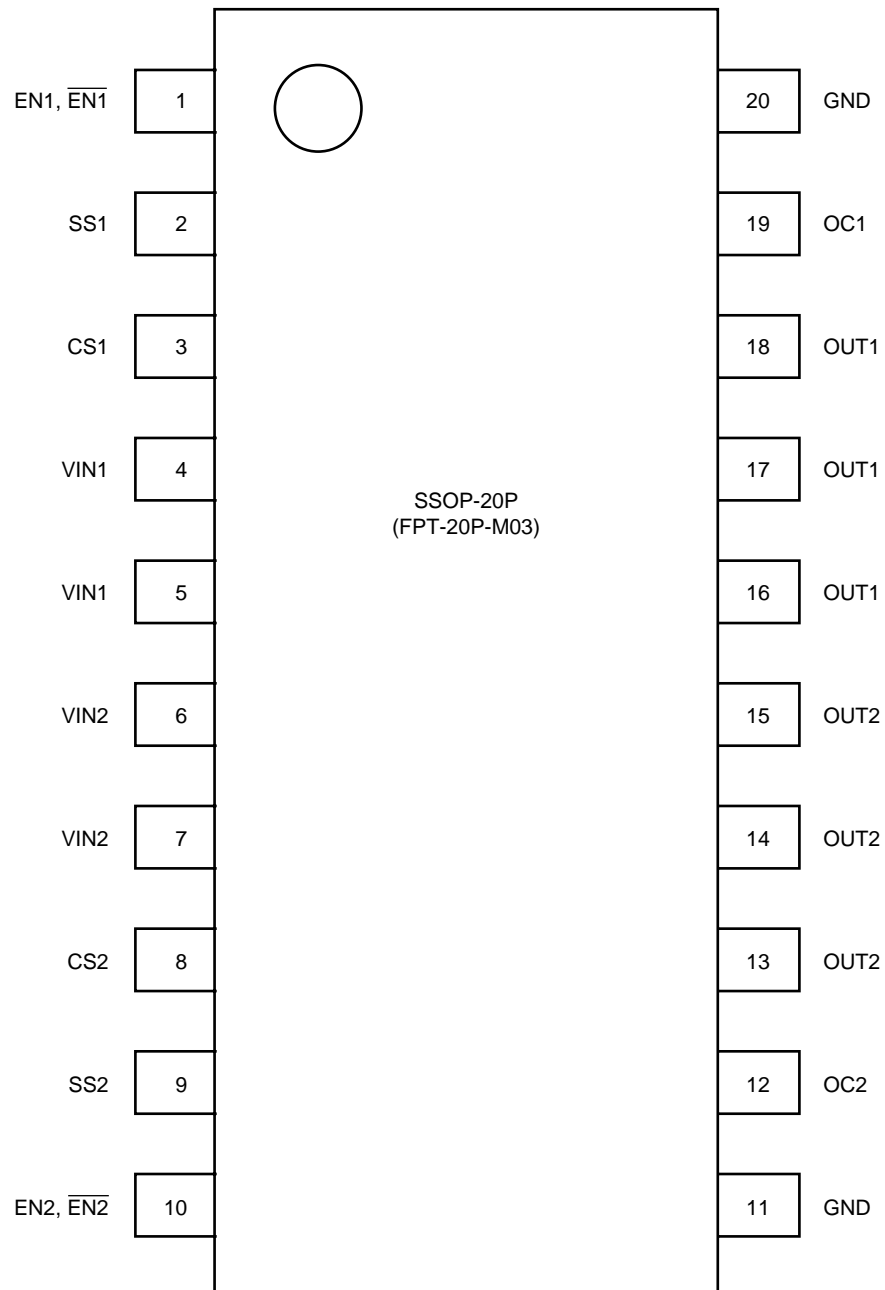 EN1, E̅N̅1̅ 1 20 GND
SS1 2 19 OC1
CS1 3 18 OUT1
VIN1 4 17 OUT1
SSOP-20P
(FPT-20P-M03)
VIN1 5 16 OUT1
VIN2 6 15 OUT2
VIN2 7 14 OUT2
CS2 8 13 OUT2
SS2 9 12 OC2
EN2, E̅N̅2̅ 10 11 GND